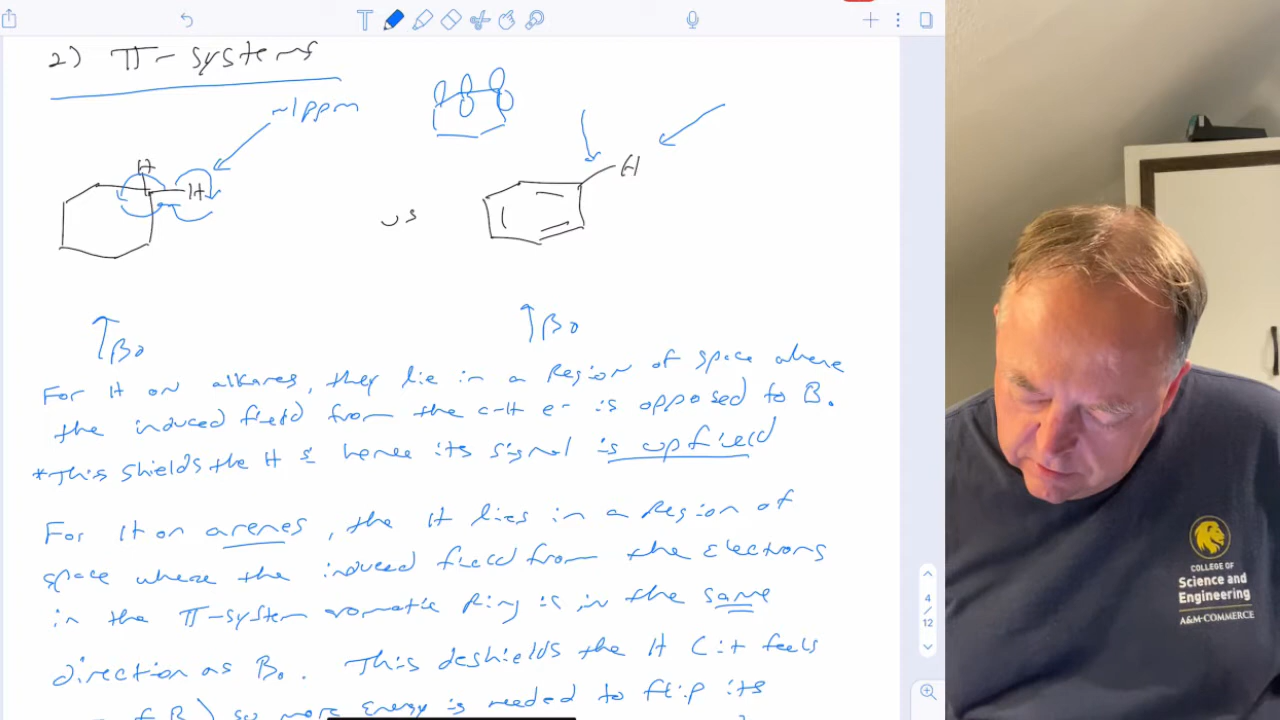 2) π-systems
~1ppm
H
H
H
vs
B₀
B₀
For H on alkanes, they lie in a Region of space where
the induced field from the C-H e- is opposed to B.
*This shields the H & hence its signal is upfield
For H on arenes, the H lies in a Region of
space where the induced field from the Electrons
in the π-system romatic Ring is in the same
direction as B₀. This deshields the H (it feels
of B₀) so more Energy is needed to flip its
4
/
12
COLLEGE OF
Science and
Engineering
A&M-COMMERCE